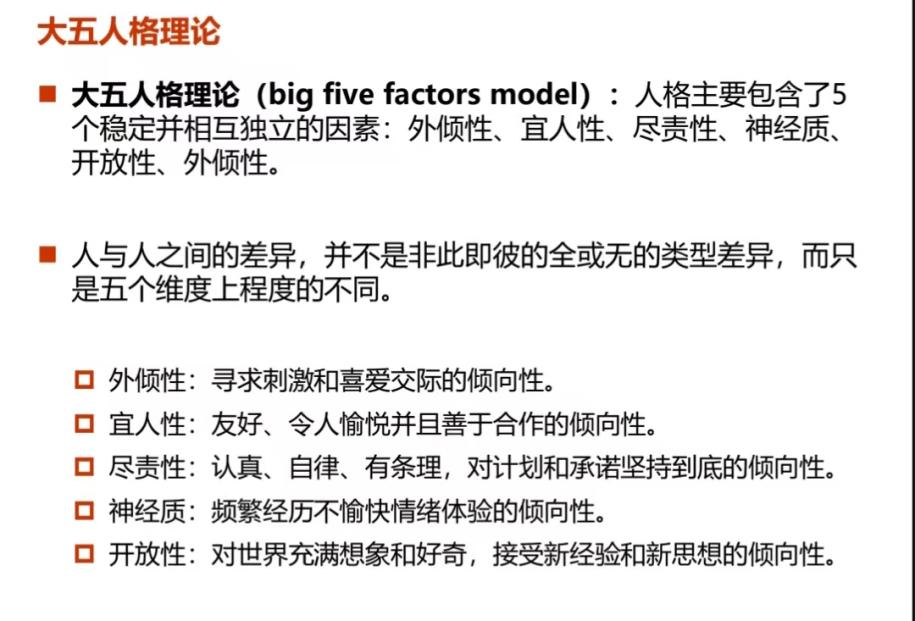 大五人格理论
大五人格理论（big five factors model）：人格主要包含了5
个稳定并相互独立的因素：外倾性、宜人性、尽责性、神经质、
开放性、外倾性。
人与人之间的差异，并不是非此即彼的全或无的类型差异，而只
是五个维度上程度的不同。
外倾性：寻求刺激和喜爱交际的倾向性。
宜人性：友好、令人愉悦并且善于合作的倾向性。
尽责性：认真、自律、有条理，对计划和承诺坚持到底的倾向性。
神经质：频繁经历不愉快情绪体验的倾向性。
开放性：对世界充满想象和好奇，接受新经验和新思想的倾向性。